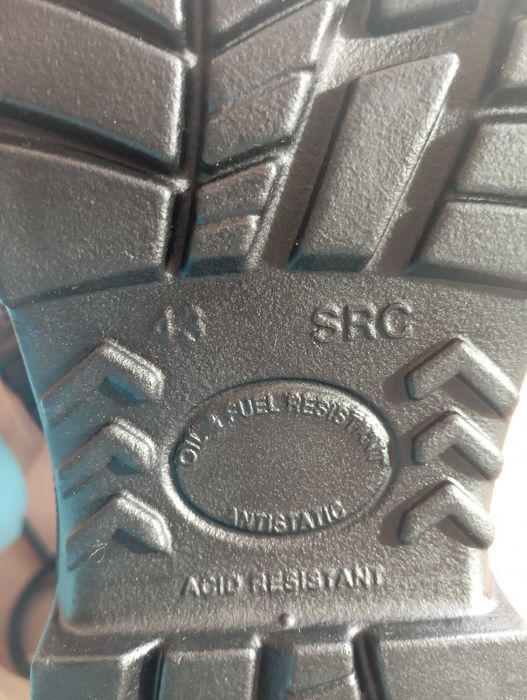 43 SRC
OIL & FUEL RESISTANT
ANTISTATIC
ACID RESISTANT